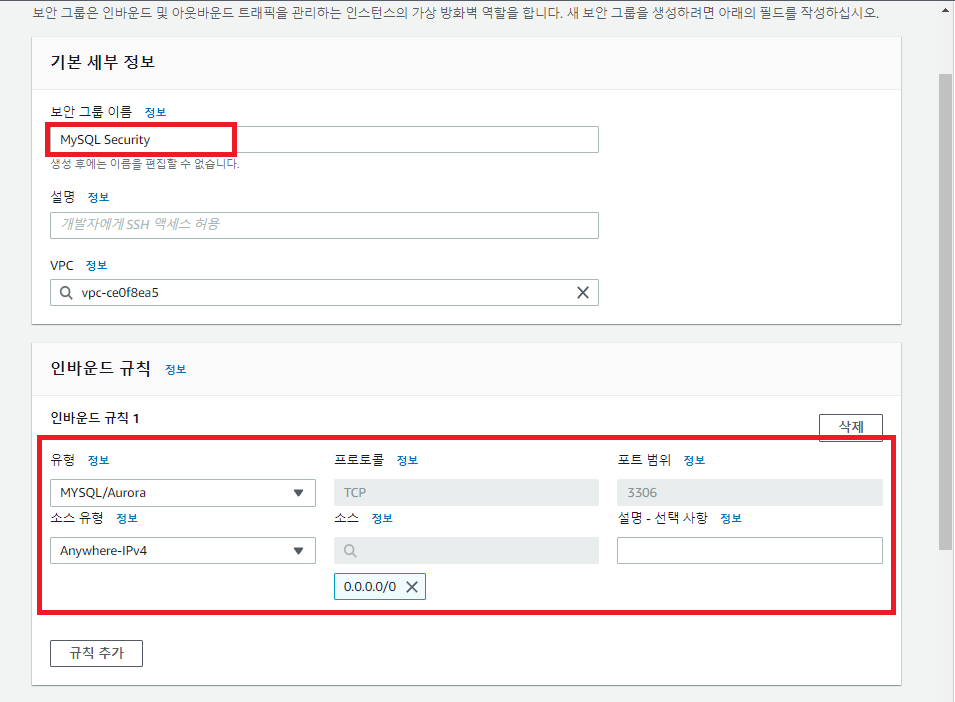 보안 그룹은 인바운드 및 아웃바운드 트래픽을 관리하는 인스턴스의 가상 방화벽 역할을 합니다. 새 보안 그룹을 생성하려면 아래의 필드를 작성하십시오.
기본 세부 정보
보안 그룹 이름 정보
MySQL Security
생성 후에는 이름을 편집할 수 없습니다.
설명 정보
개발자에게 SSH 액세스 허용
VPC 정보
vpc-ce0f8ea5
인바운드 규칙 정보
인바운드 규칙 1
삭제
유형 정보 프로토콜 정보 포트 범위 정보
MYSQL/Aurora TCP 3306
소스 유형 정보 소스 정보 설명 - 선택 사항 정보
Anywhere-IPv4
0.0.0.0/0
규칙 추가